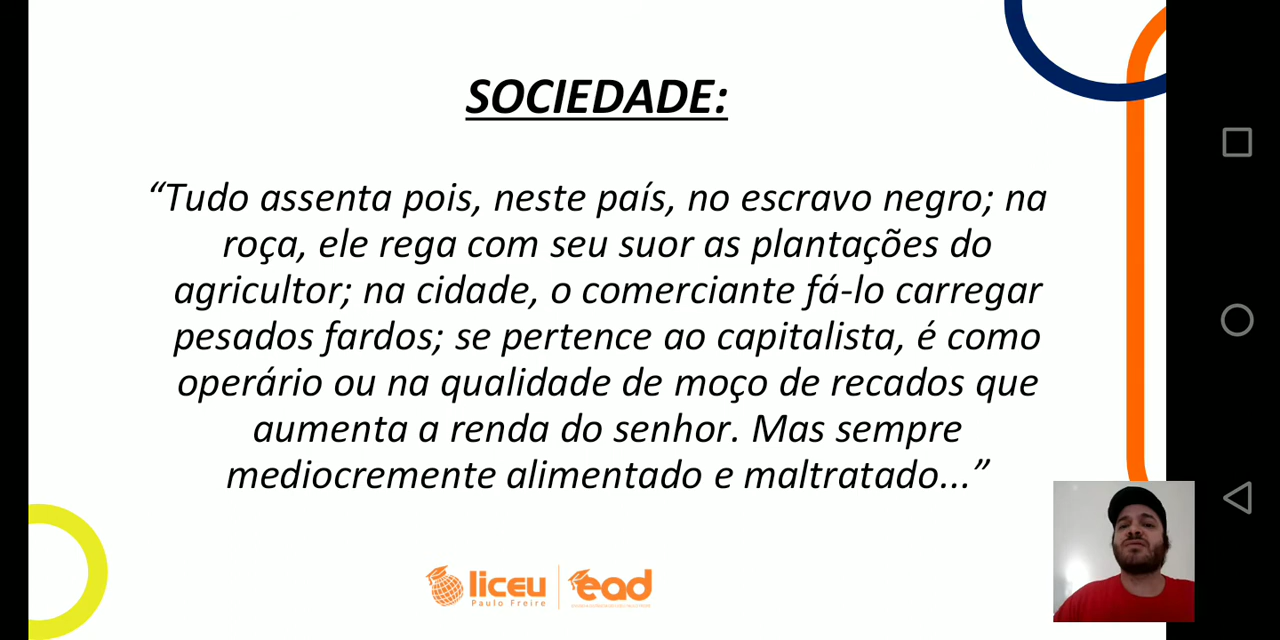 SOCIEDADE:
“Tudo assenta pois, neste país, no escravo negro; na
roça, ele rega com seu suor as plantações do
agricultor; na cidade, o comerciante fá-lo carregar
pesados fardos; se pertence ao capitalista, é como
operário ou na qualidade de moço de recados que
aumenta a renda do senhor. Mas sempre
mediocremente alimentado e maltratado...”
liceu
Paulo Freire
ead